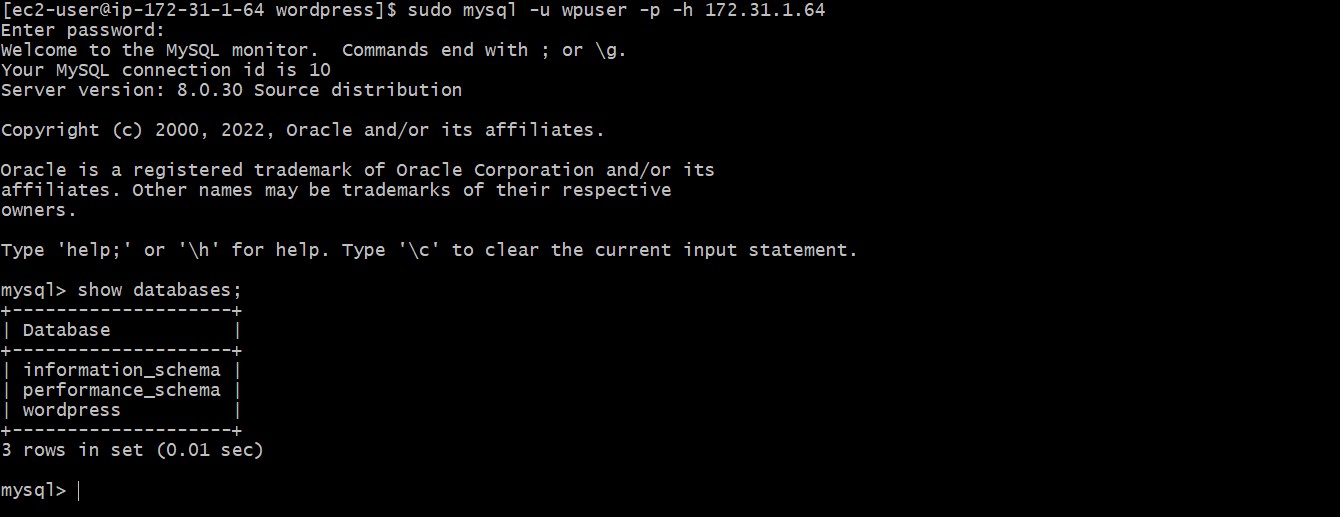 [ec2-user@ip-172-31-1-64 wordpress]$ sudo mysql -u wpuser -p -h 172.31.1.64
Enter password:
Welcome to the MySQL monitor.  Commands end with ; or \g.
Your MySQL connection id is 10
Server version: 8.0.30 Source distribution

Copyright (c) 2000, 2022, Oracle and/or its affiliates.

Oracle is a registered trademark of Oracle Corporation and/or its
affiliates. Other names may be trademarks of their respective
owners.

Type 'help;' or '\h' for help. Type '\c' to clear the current input statement.

mysql> show databases;
+--------------------+
| Database           |
+--------------------+
| information_schema |
| performance_schema |
| wordpress          |
+--------------------+
3 rows in set (0.01 sec)

mysql>